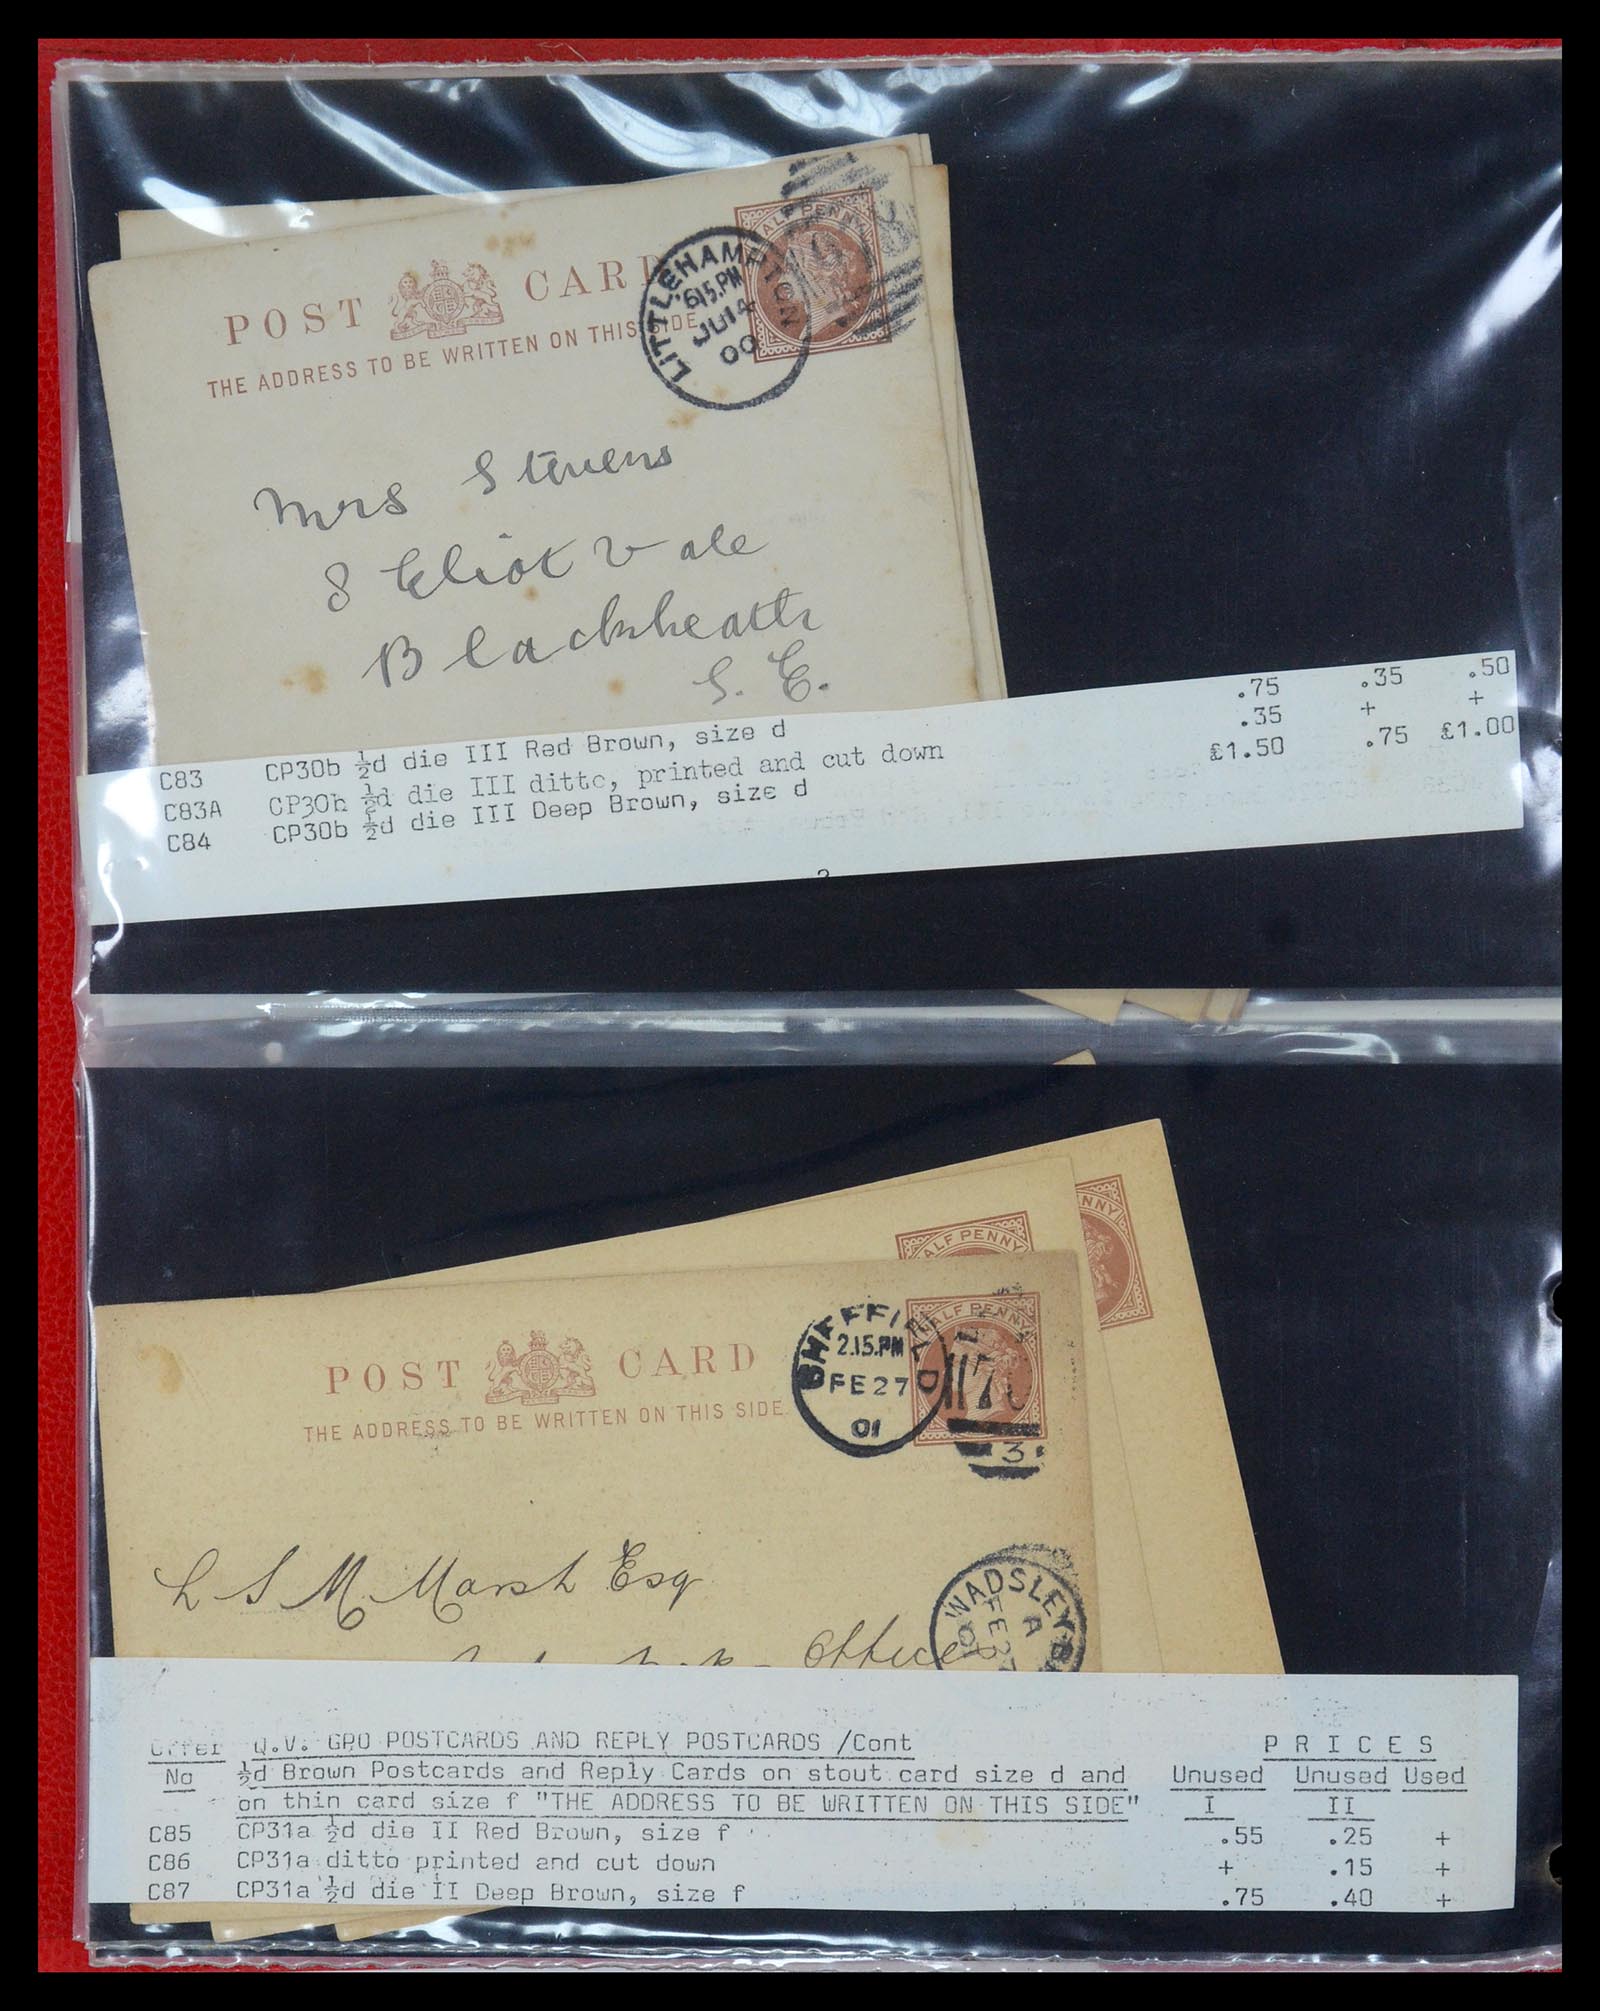 POST CARD
THE ADDRESS TO BE WRITTEN ON THIS SIDE
HALF PENNY
LITTLEHAMPTON
6 15.PM
JU 14
00
Mrs Stevens
8 Eliot Vale
Blackheath
S. E.
.75 .35 .50
C83 CP30b ½d die III Red Brown, size d .35 + +
C83A CP30b ½d die III ditto, printed and cut down £1.50 .75 £1.00
C84 CP30b ½d die III Deep Brown, size d
NNY
HALF PENNY
HALF PENNY
POST CARD
THE ADDRESS TO BE WRITTEN ON THIS SIDE
SHEFFIELD
2.15.PM
FE 27
01
3
L S M Marsh Esq
Offices
WADSLEY
A
FE 27
01
Offer Q.V. GPO POSTCARDS AND REPLY POSTCARDS /Cont PRICES
No ½d Brown Postcards and Reply Cards on stout card size d and Unused Unused Used
on thin card size f "THE ADDRESS TO BE WRITTEN ON THIS SIDE" I II
C85 CP31a ½d die II Red Brown, size f .55 .25 +
C86 CP31a ditto printed and cut down + .15 +
C87 CP31a ½d die II Deep Brown, size f .75 .40 +